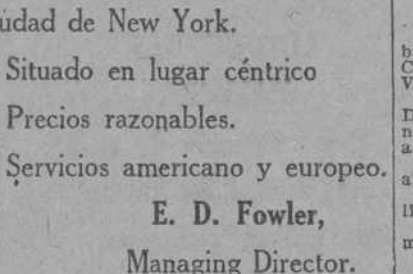 udad de New York.
Situado en lugar céntrico
Precios razonables.
Servicios americano y europeo.
E. D. Fowler,
Managing Director.